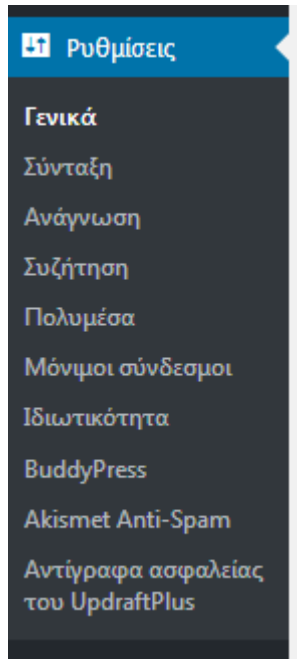 Ρυθμίσεις
Γενικά
Σύνταξη
Ανάγνωση
Συζήτηση
Πολυμέσα
Μόνιμοι σύνδεσμοι
Ιδιωτικότητα
BuddyPress
Akismet Anti-Spam
Αντίγραφα ασφαλείας
του UpdraftPlus